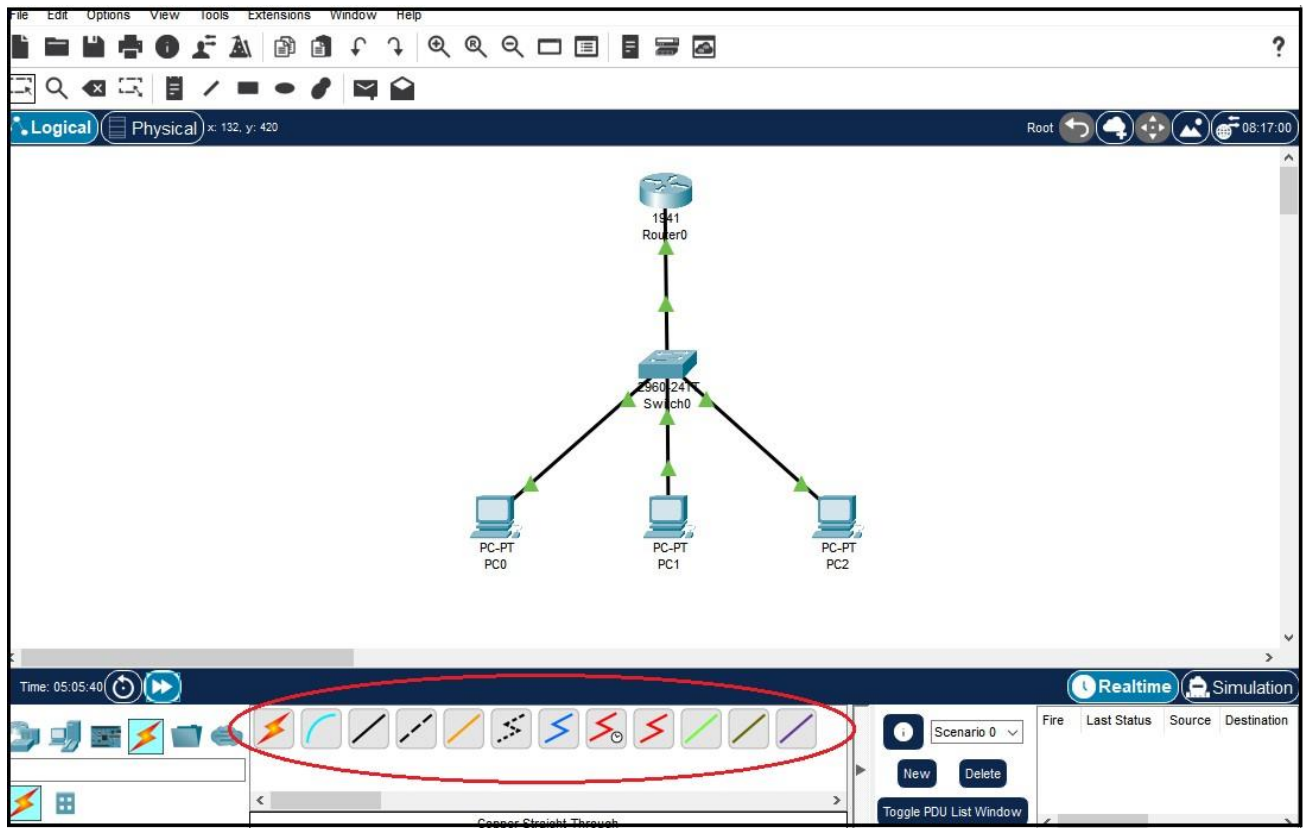 File Edit Options View Tools Extensions Window Help
Logical Physical x: 132, y: 420 Root 08:17:00
1941
Router0
2960-24TT
Switch0
PC-PT
PC0
PC-PT
PC1
PC-PT
PC2
Time: 05:05:40 Realtime Simulation
Scenario 0
New Delete
Toggle PDU List Window
Fire Last Status Source Destination
Copper Straight-Through